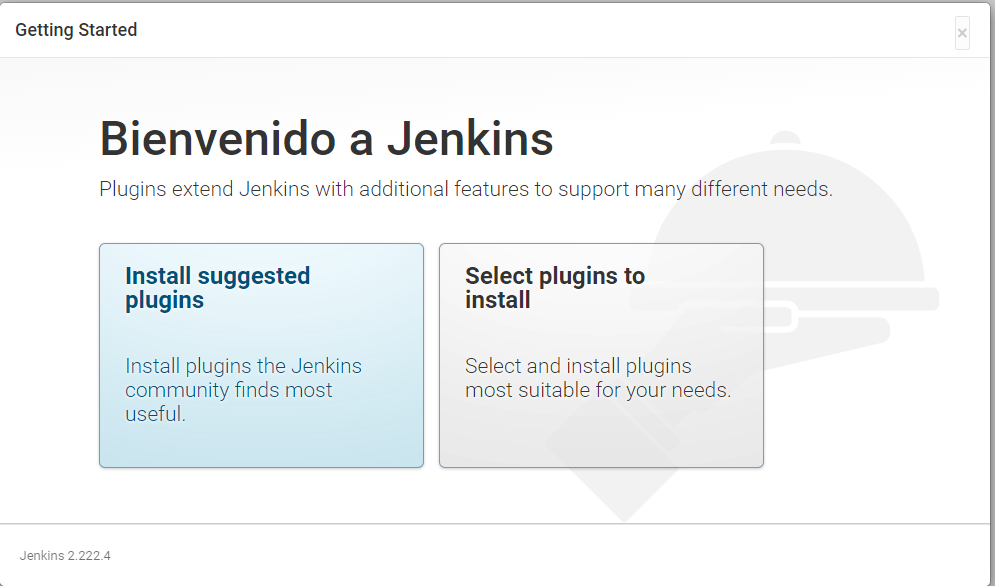 Getting Started
×
Bienvenido a Jenkins
Plugins extend Jenkins with additional features to support many different needs.
Install suggested
plugins
Install plugins the Jenkins
community finds most
useful.
Select plugins to
install
Select and install plugins
most suitable for your needs.
Jenkins 2.222.4